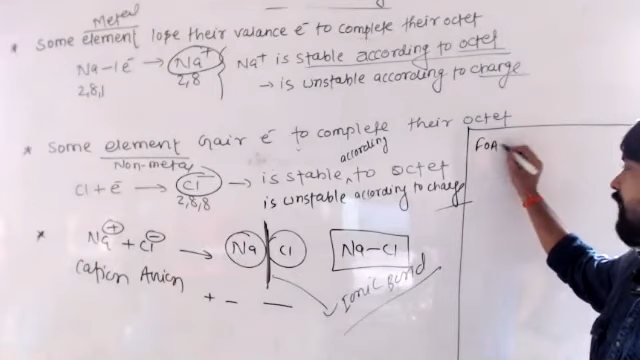 Metal
* Some element lose their valance e⁻ to complete their octet
Na-1e⁻ → Na⁺ { Na⁺ is stable according to octet
2,8,1 2,8 → is unstable according to charge
* Some element Gair e⁻ to complete their octet
Non-metal according
Cl + e⁻ → Cl⁻ → is stable, to octet
2,8,8 is unstable according to charge
* Na⁺ + Cl⁻ → Na Cl Na-Cl
Cation Anion
+ - — Ionic Bond
FOA